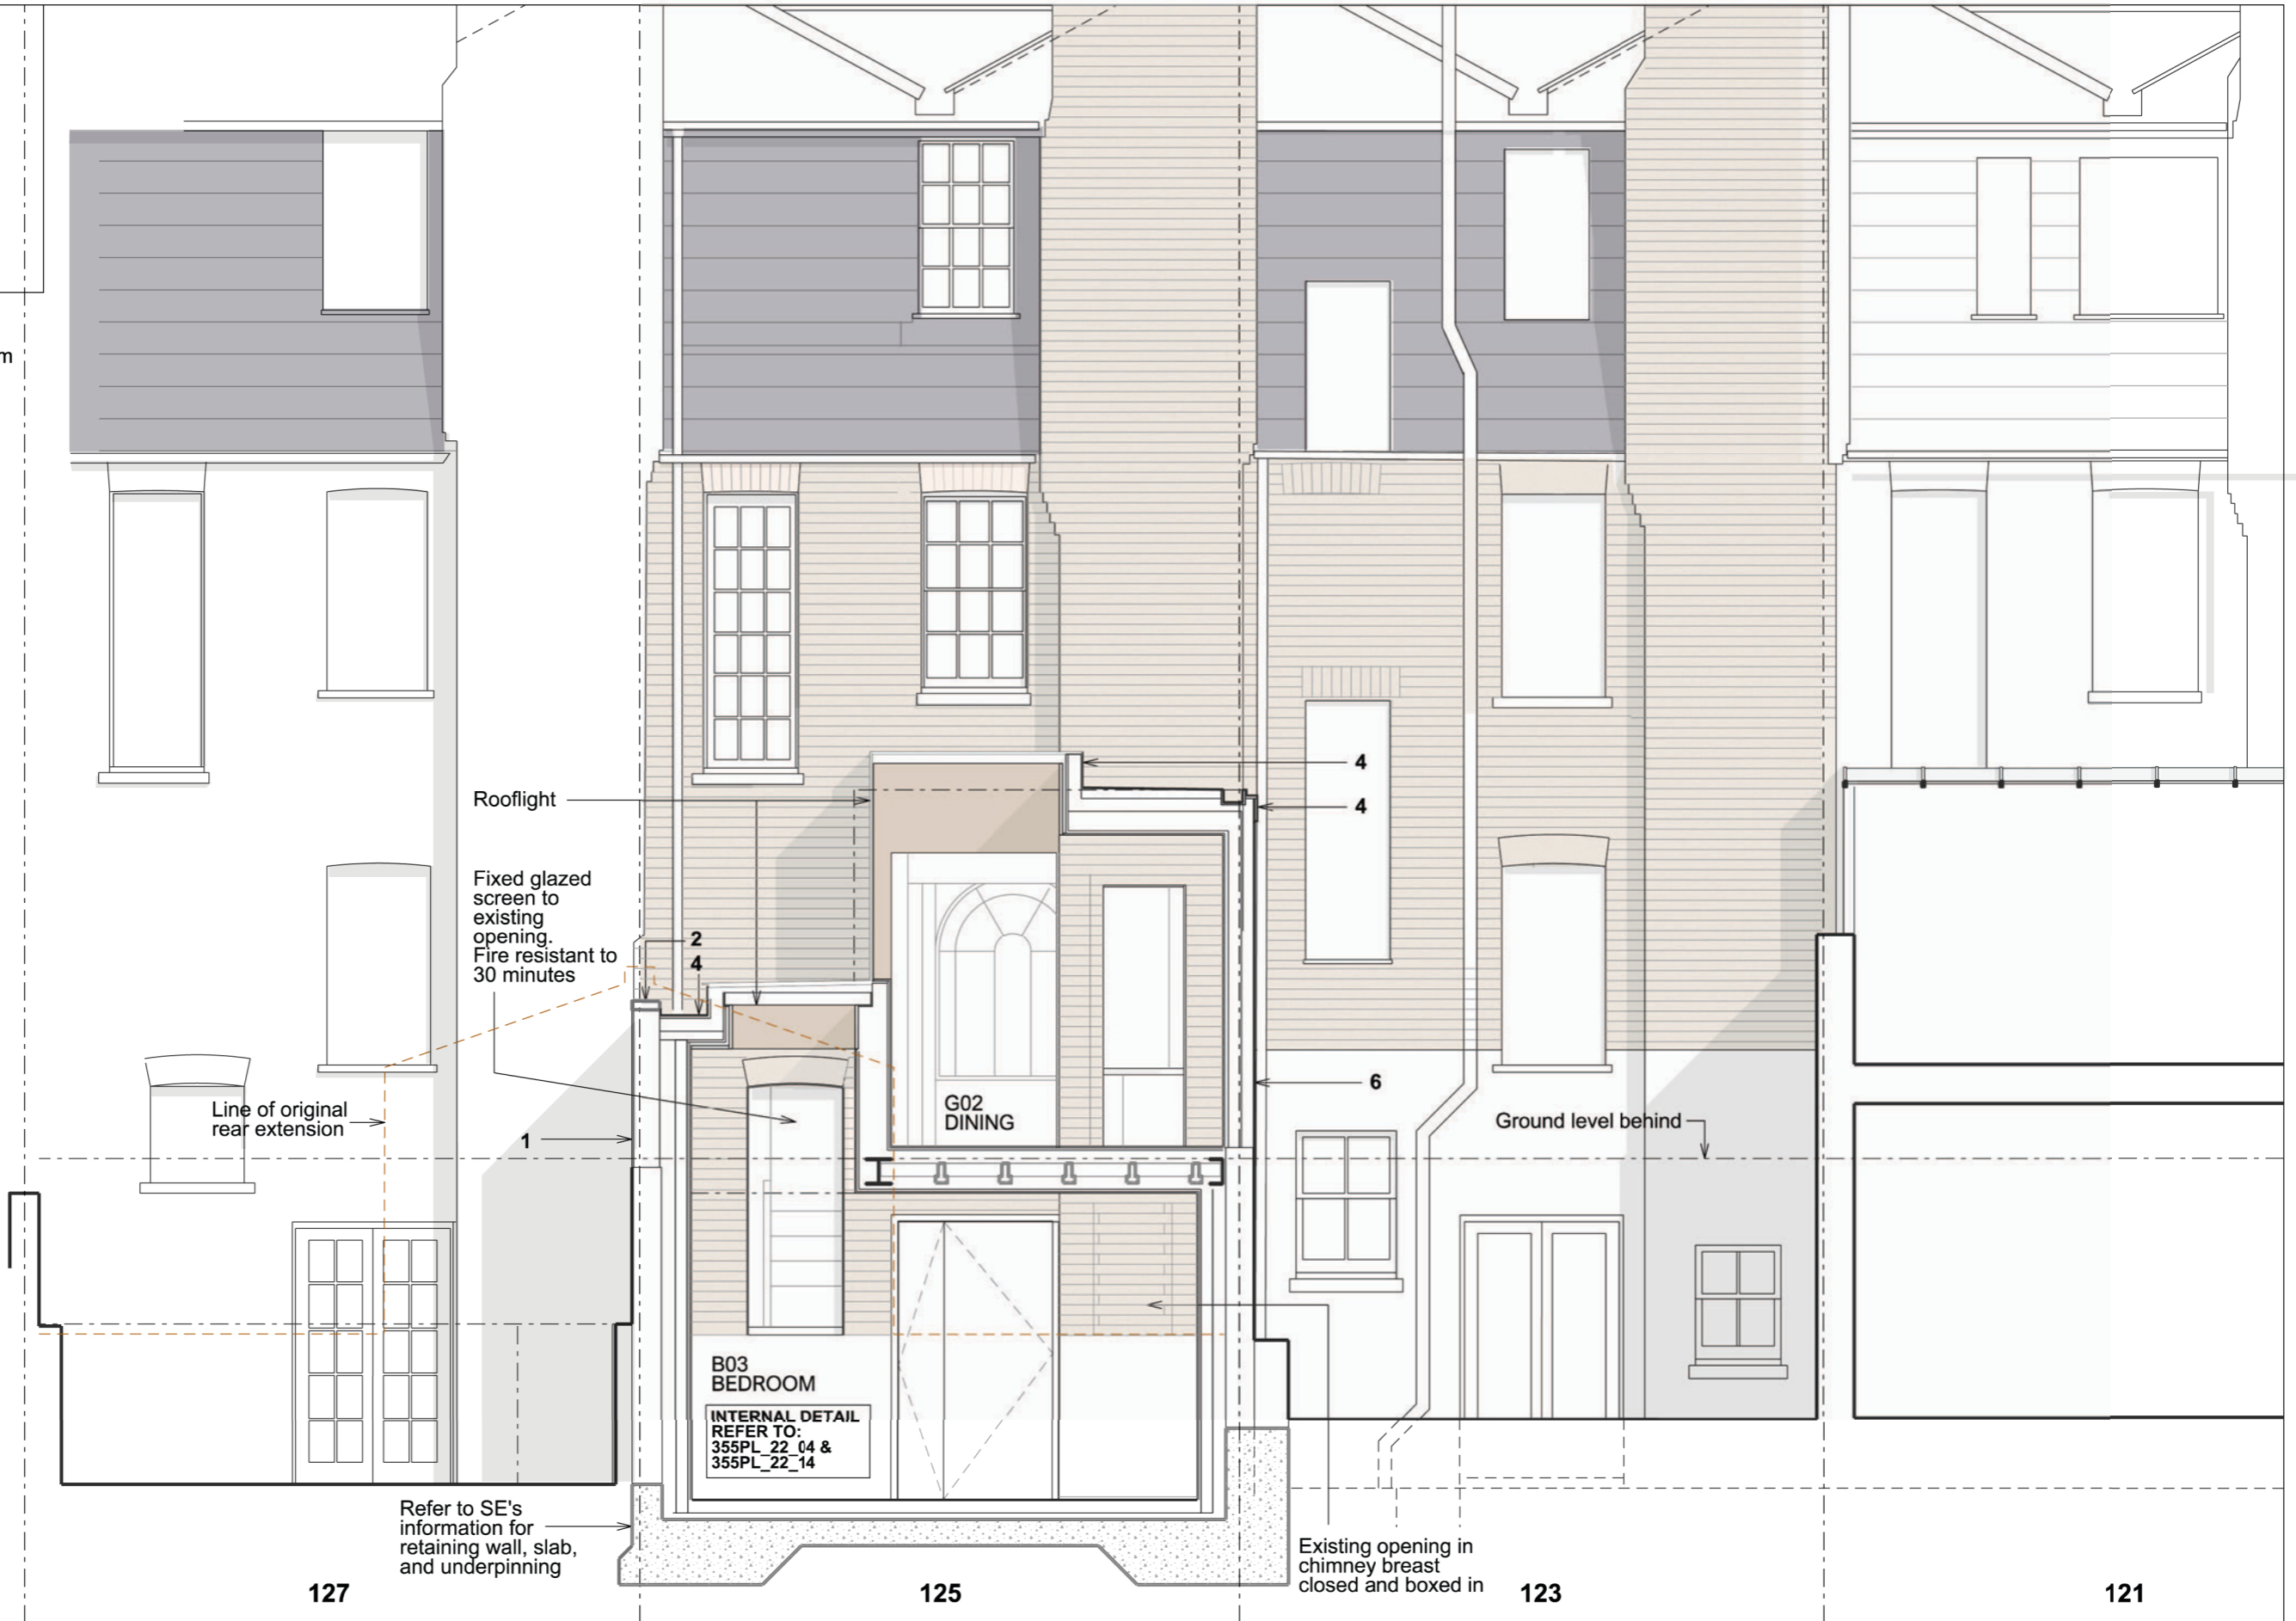 m
Rooflight
4
4
Fixed glazed
screen to
existing
opening.
Fire resistant to
30 minutes
2
4
6
Line of original
rear extension
1
G02
DINING
Ground level behind
B03
BEDROOM
INTERNAL DETAIL
REFER TO:
355PL_22_04 &
355PL_22_14
Refer to SE's
information for
retaining wall, slab,
and underpinning
Existing opening in
chimney breast
closed and boxed in
127
125
123
121